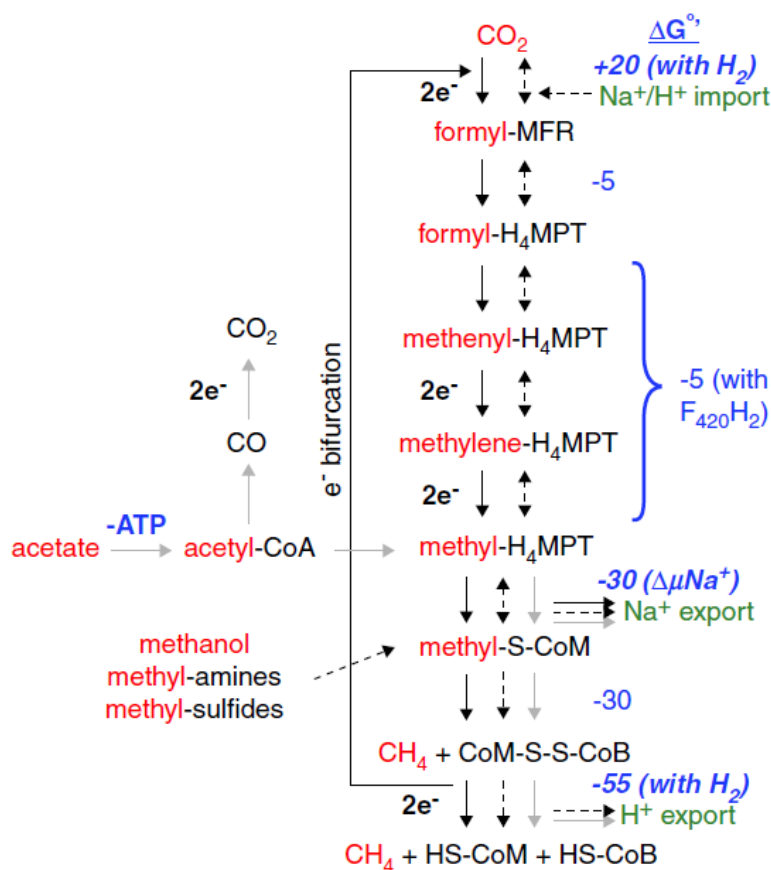 CO₂
ΔG°'
+20 (with H₂)
2e⁻
Na⁺/H⁺ import
formyl-MFR
-5
formyl-H₄MPT
CO₂
methenyl-H₄MPT
2e⁻
2e⁻
-5 (with
F₄₂₀H₂)
CO
methylene-H₄MPT
e⁻ bifurcation
2e⁻
-ATP
acetate
acetyl-CoA
methyl-H₄MPT
-30 (ΔμNa⁺)
Na⁺ export
methanol
methyl-amines
methyl-sulfides
methyl-S-CoM
-30
CH₄ + CoM-S-S-CoB
2e⁻
-55 (with H₂)
H⁺ export
CH₄ + HS-CoM + HS-CoB